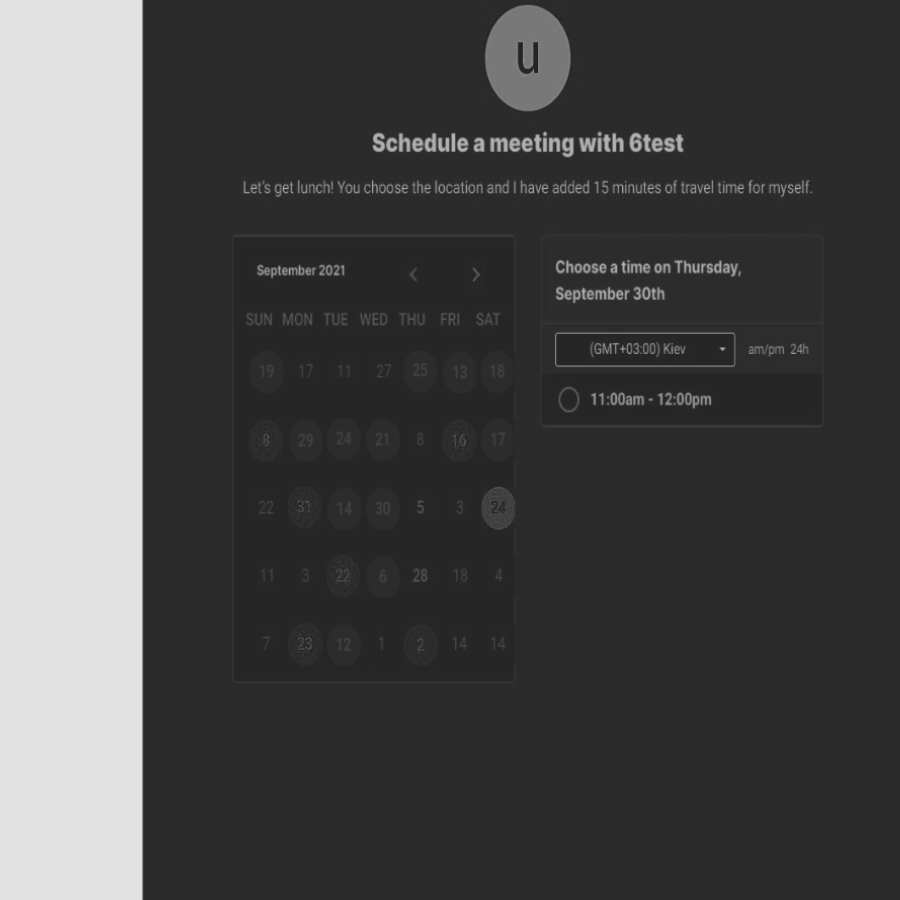 u
Schedule a meeting with 6test
Let's get lunch! You choose the location and I have added 15 minutes of travel time for myself.
September 2021
SUN MON TUE WED THU FRI SAT
19 17 11 27 25 13 18
8 29 24 21 8 16 17
22 31 14 30 5 3 24
11 3 22 6 28 18 4
7 23 12 1 2 14 14
Choose a time on Thursday,
September 30th
(GMT+03:00) Kiev am/pm 24h
11:00am - 12:00pm